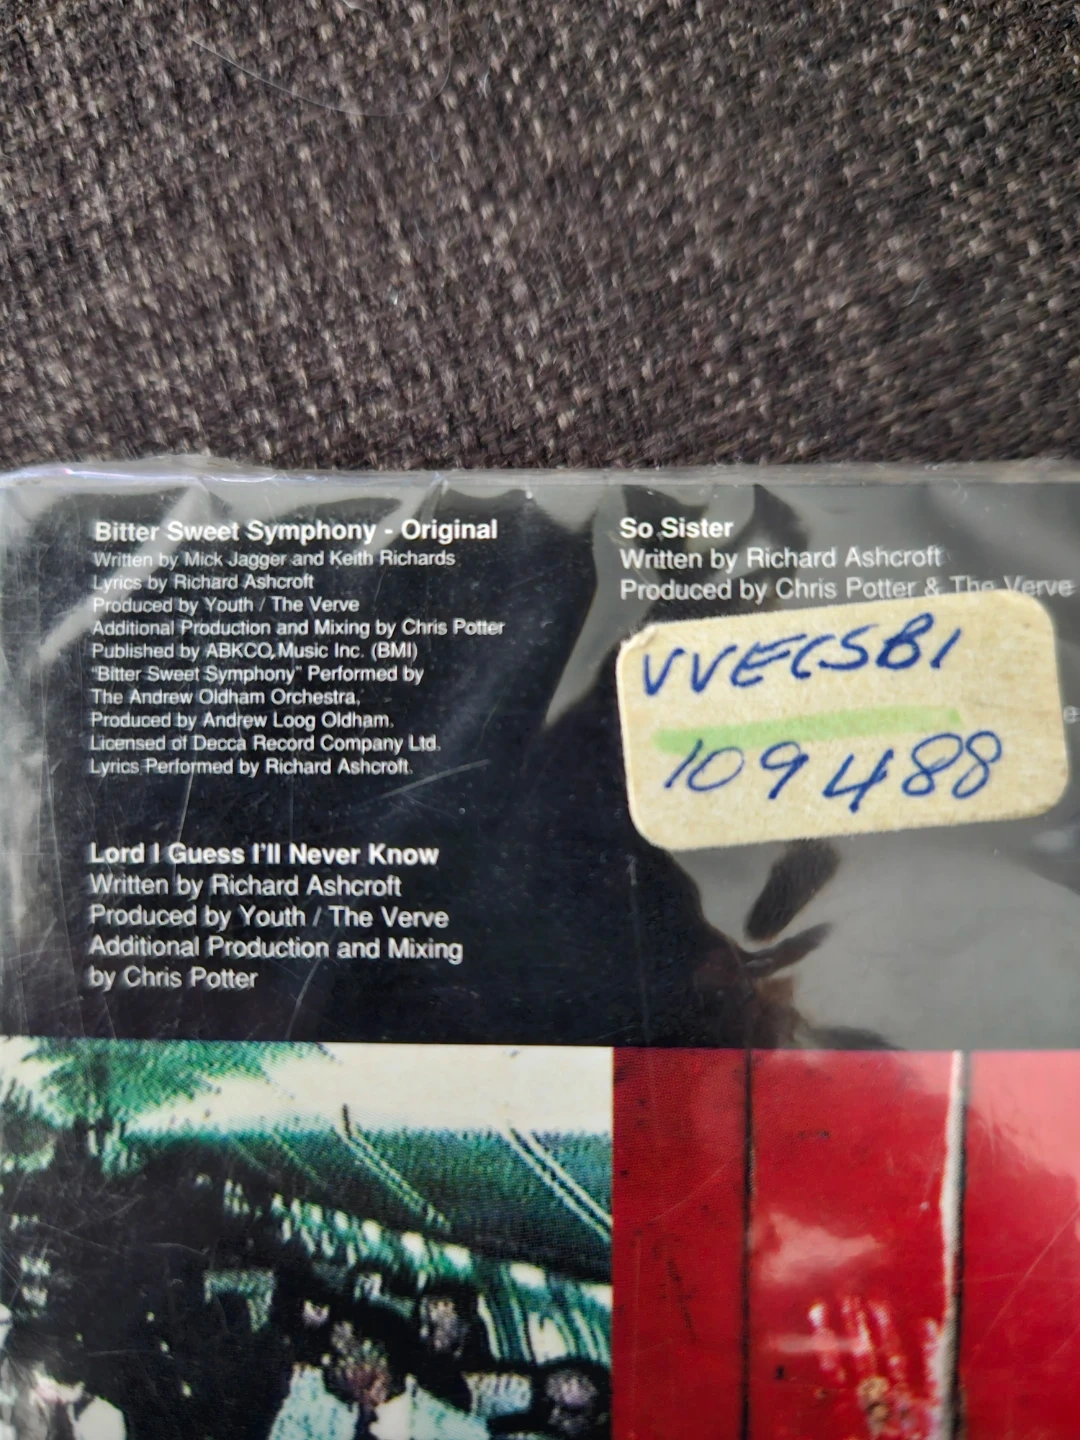 Bitter Sweet Symphony - Original
Written by Mick Jagger and Keith Richards
Lyrics by Richard Ashcroft
Produced by Youth / The Verve
Additional Production and Mixing by Chris Potter
Published by ABKCO Music Inc. (BMI)
"Bitter Sweet Symphony" Performed by
The Andrew Oldham Orchestra,
Produced by Andrew Loog Oldham.
Licensed of Decca Record Company Ltd.
Lyrics Performed by Richard Ashcroft.
Lord I Guess I'll Never Know
Written by Richard Ashcroft
Produced by Youth / The Verve
Additional Production and Mixing
by Chris Potter
So Sister
Written by Richard Ashcroft
Produced by Chris Potter & The Verve
VVECSB1
109488